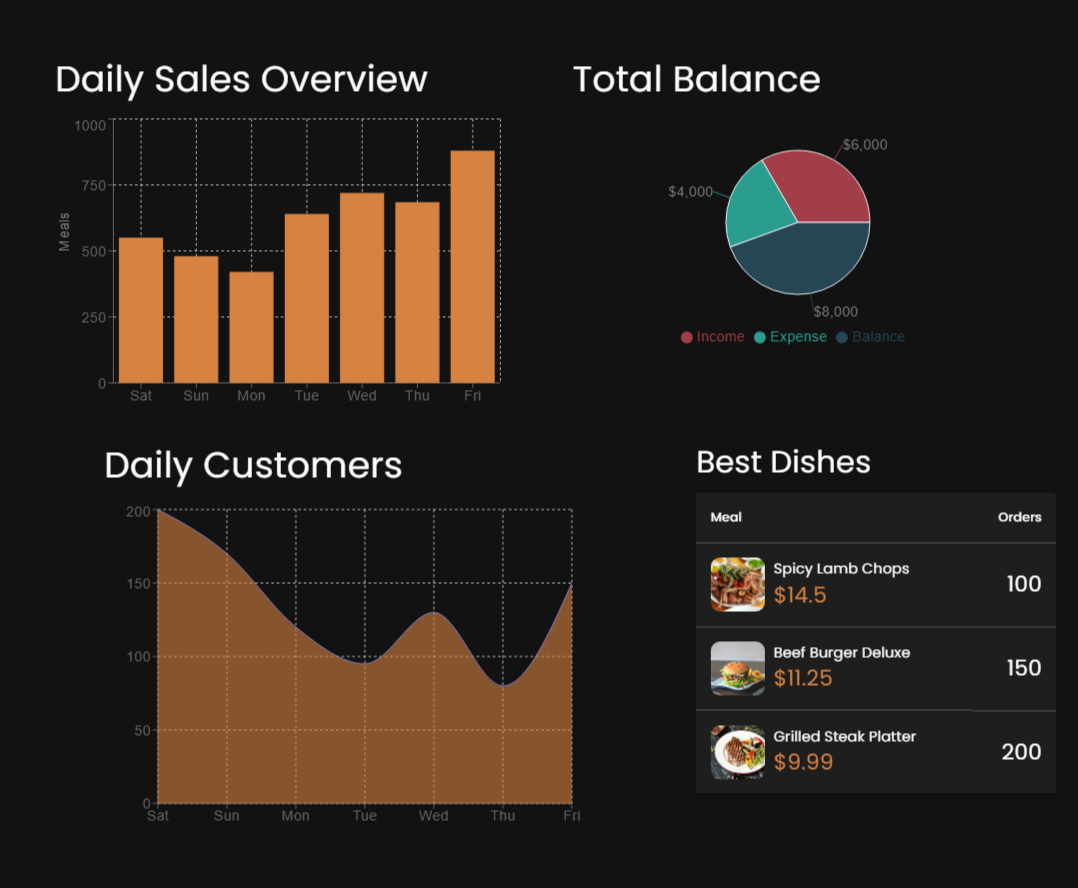 Daily Sales Overview
1000
750
500
250
0
Meals
Sat Sun Mon Tue Wed Thu Fri
Total Balance
$6,000
$4,000
$8,000
Income Expense Balance
Daily Customers
200
150
100
50
0
Sat Sun Mon Tue Wed Thu Fri
Best Dishes
Meal Orders
Spicy Lamb Chops
$14.5
100
Beef Burger Deluxe
$11.25
150
Grilled Steak Platter
$9.99
200